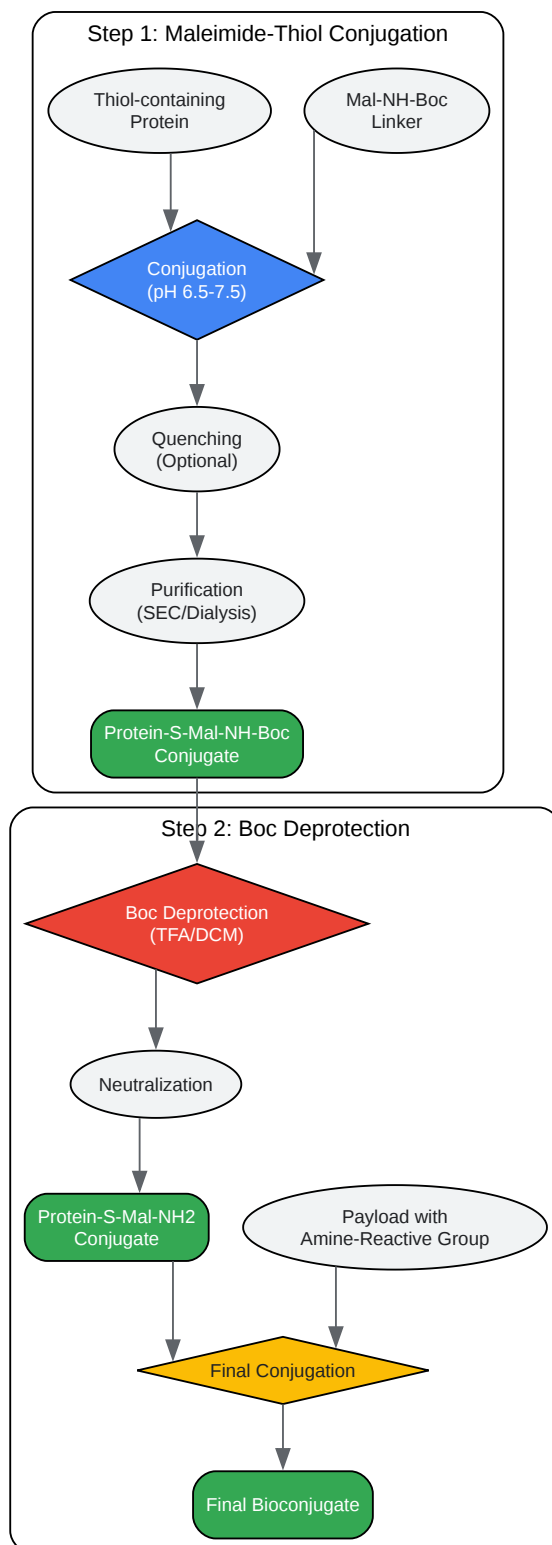 Step 1: Maleimide-Thiol Conjugation
Thiol-containing
Protein
Mal-NH-Boc
Linker
Conjugation
(pH 6.5-7.5)
Quenching
(Optional)
Purification
(SEC/Dialysis)
Protein-S-Mal-NH-Boc
Conjugate
Step 2: Boc Deprotection
Boc Deprotection
(TFA/DCM)
Neutralization
Protein-S-Mal-NH2
Conjugate
Payload with
Amine-Reactive Group
Final Conjugation
Final Bioconjugate